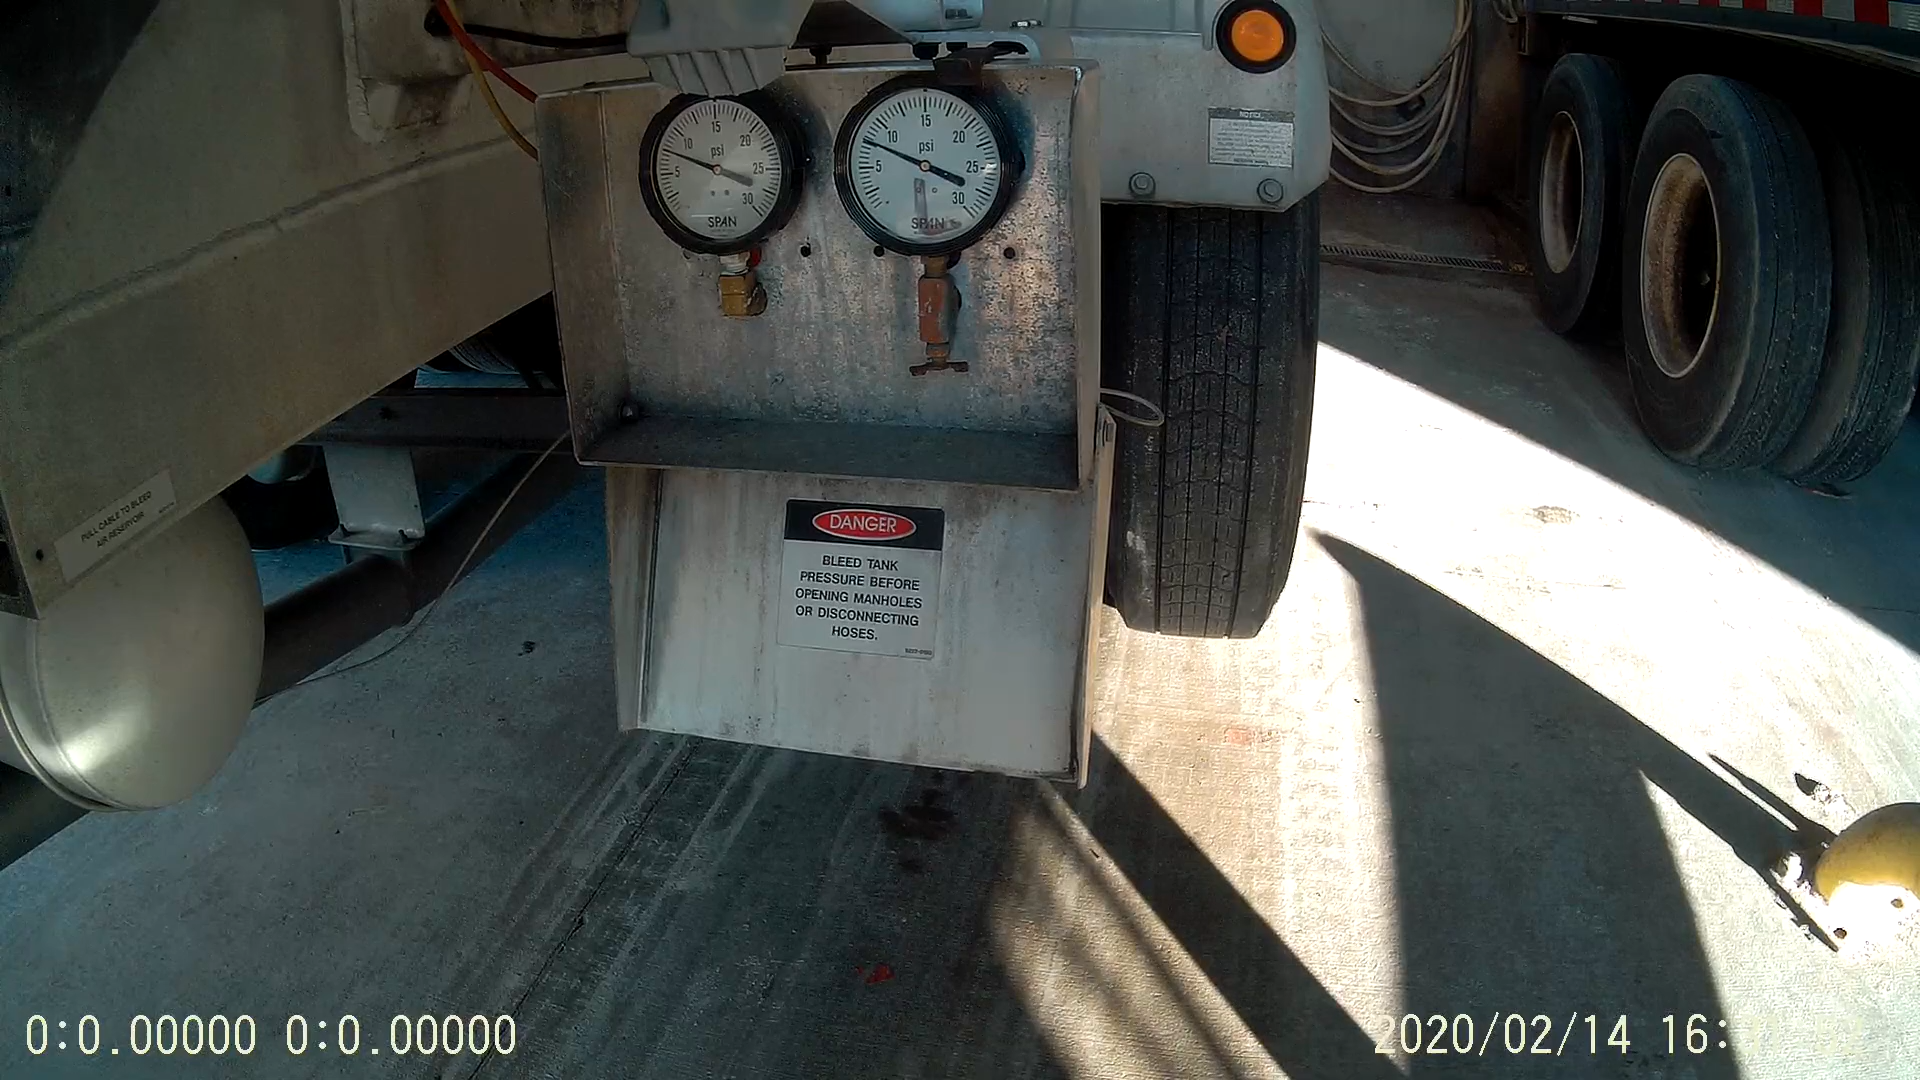 15
10
20
psi
5
25
30
SPAN
15
10
20
psi
5
25
30
SPAN
NOTICE
PULL CABLE TO BLEED
AIR RESERVOIR
DANGER
BLEED TANK
PRESSURE BEFORE
OPENING MANHOLES
OR DISCONNECTING
HOSES.
0:0.00000 0:0.00000
2020/02/14 16: